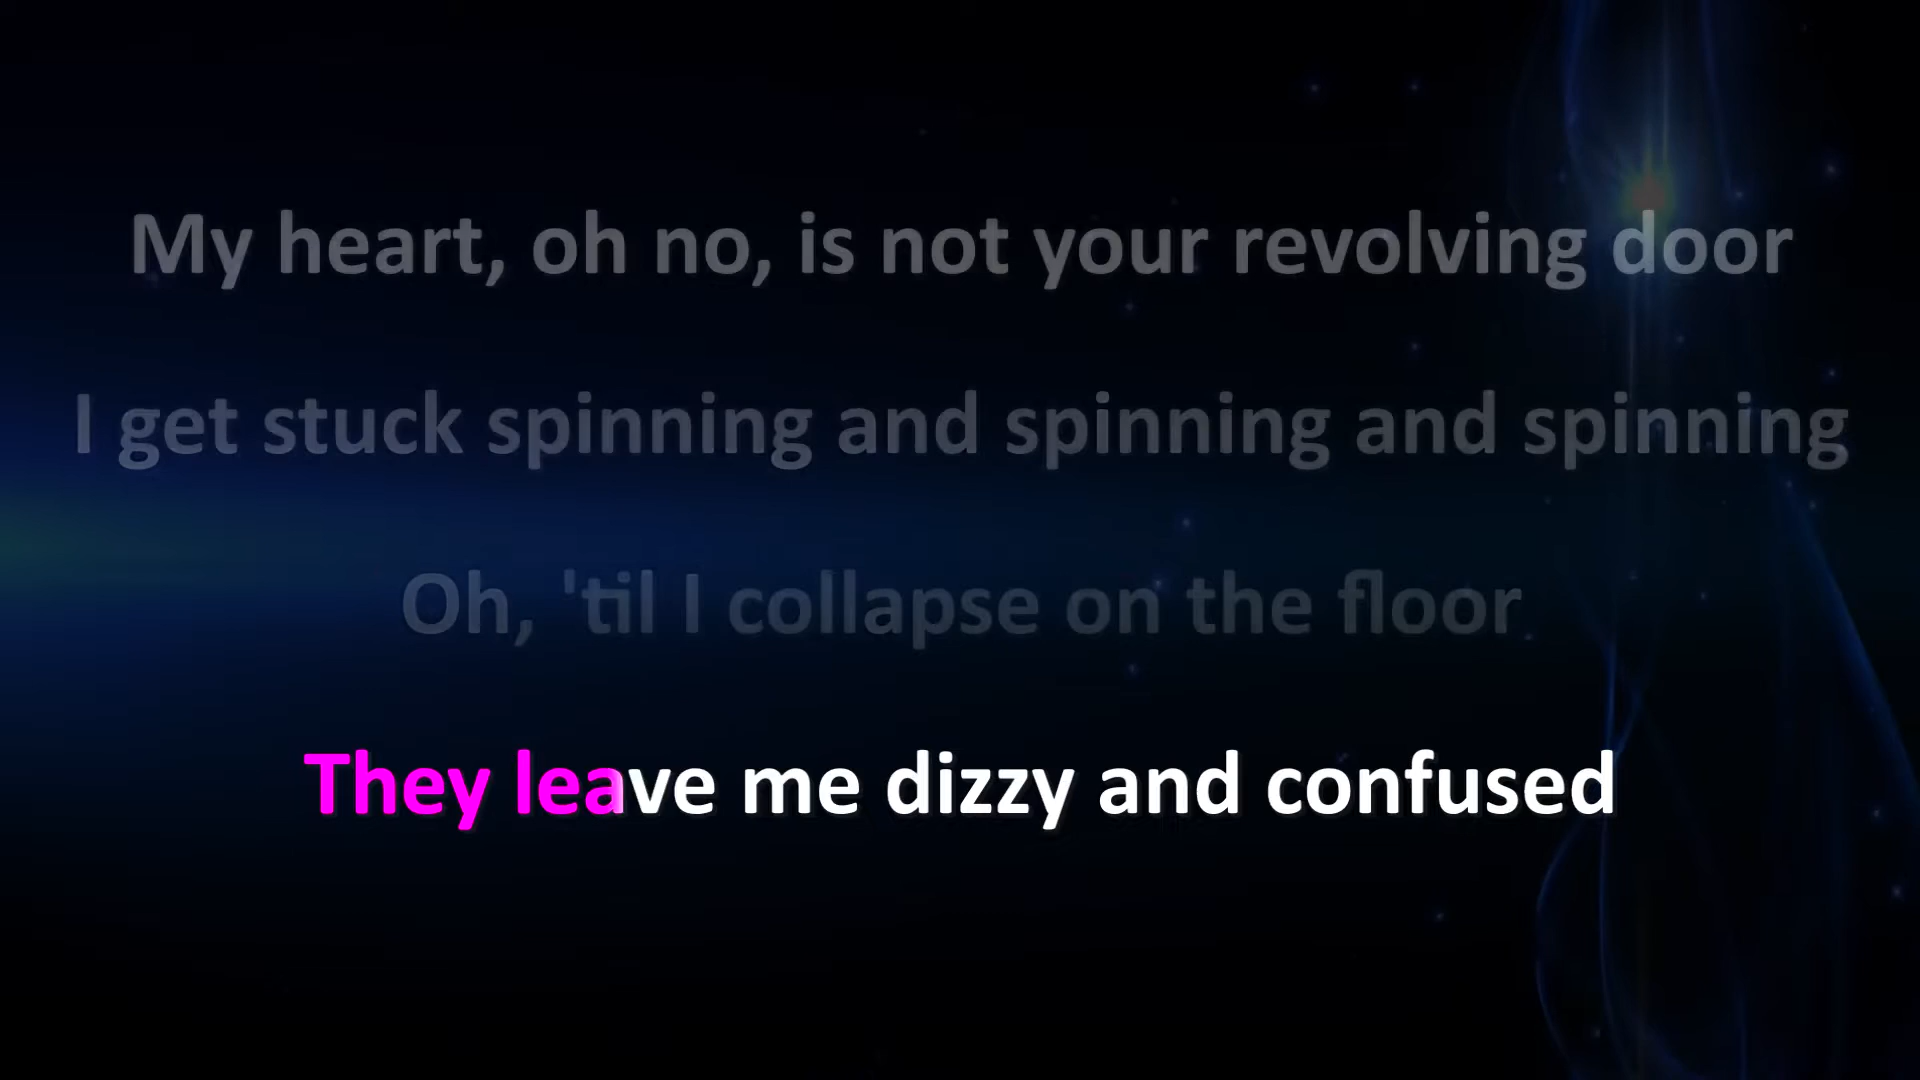 My heart, oh no, is not your revolving door
I get stuck spinning and spinning and spinning
Oh, 'til I collapse on the floor
They leave me dizzy and confused